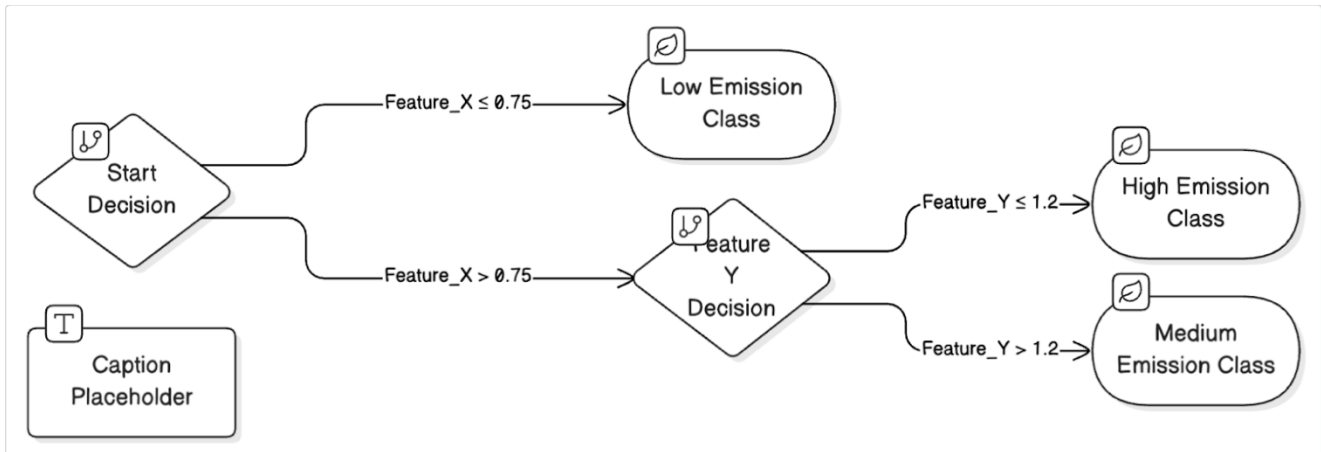 Start
Decision
Feature_X ≤ 0.75
Low Emission
Class
Feature_X > 0.75
Feature
Y
Decision
Feature_Y ≤ 1.2
High Emission
Class
Feature_Y > 1.2
Medium
Emission Class
T
Caption
Placeholder